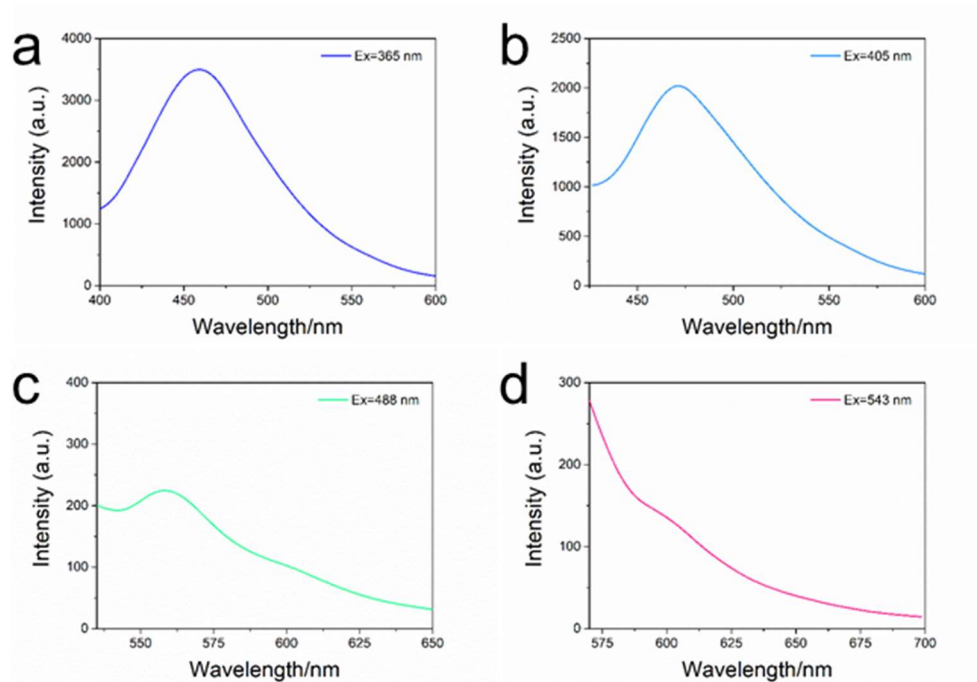 a
Ex=365 nm
Intensity (a.u.)
4000
3000
2000
1000
0
400 450 500 550 600
Wavelength/nm
b
Ex=405 nm
Intensity (a.u.)
2500
2000
1500
1000
500
0
450 500 550 600
Wavelength/nm
c
Ex=488 nm
Intensity (a.u.)
400
300
200
100
0
550 575 600 625 650
Wavelength/nm
d
Ex=543 nm
Intensity (a.u.)
300
200
100
0
575 600 625 650 675 700
Wavelength/nm